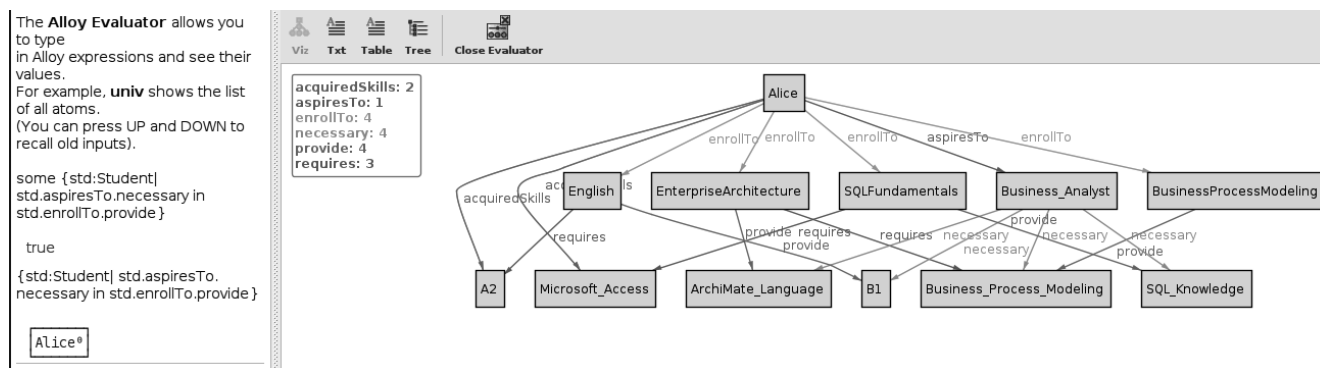 The Alloy Evaluator allows you
to type
in Alloy expressions and see their
values.
For example, univ shows the list
of all atoms.
(You can press UP and DOWN to
recall old inputs).
some {std:Student|
std.aspiresTo.necessary in
std.enrollTo.provide}
true
{std:Student| std.aspiresTo.
necessary in std.enrollTo.provide}
Alice⁰
Viz Txt Table Tree Close Evaluator
acquiredSkills: 2
aspiresTo: 1
enrollTo: 4
necessary: 4
provide: 4
requires: 3
Alice
enrollTo enrollTo enrollTo aspiresTo enrollTo
English EnterpriseArchitecture SQLFundamentals Business_Analyst BusinessProcessModeling
acquiredSkills
requires provide provide requires requires necessary necessary provide necessary necessary provide
A2 Microsoft_Access ArchiMate_Language B1 Business_Process_Modeling SQL_Knowledge